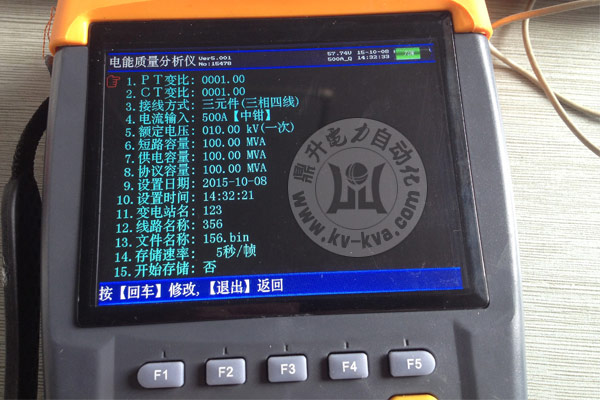 电能质量分析仪 Ver5.001 No:15478 57.74V 15-10-08 500A_Q 14:32:33
1.ＰＴ变比: 0001.00
2.ＣＴ变比: 0001.00
3.接线方式: 三元件(三相四线)
4.电流输入: 500A【中钳】
5.额定电压: 010.00 kV(一次)
6.短路容量: 100.00 MVA
7.供电容量: 100.00 MVA
8.协议容量: 100.00 MVA
9.设置日期: 2015-10-08
10.设置时间: 14:32:21
11.变电站名: 123
12.线路名称: 356
13.文件名称: 156.bin
14.存储速率: 5秒/帧
15.开始存储: 否
按【回车】修改,【退出】返回
鼎升电力自动化
www.kv-kva.com
F1 F2 F3 F4 F5